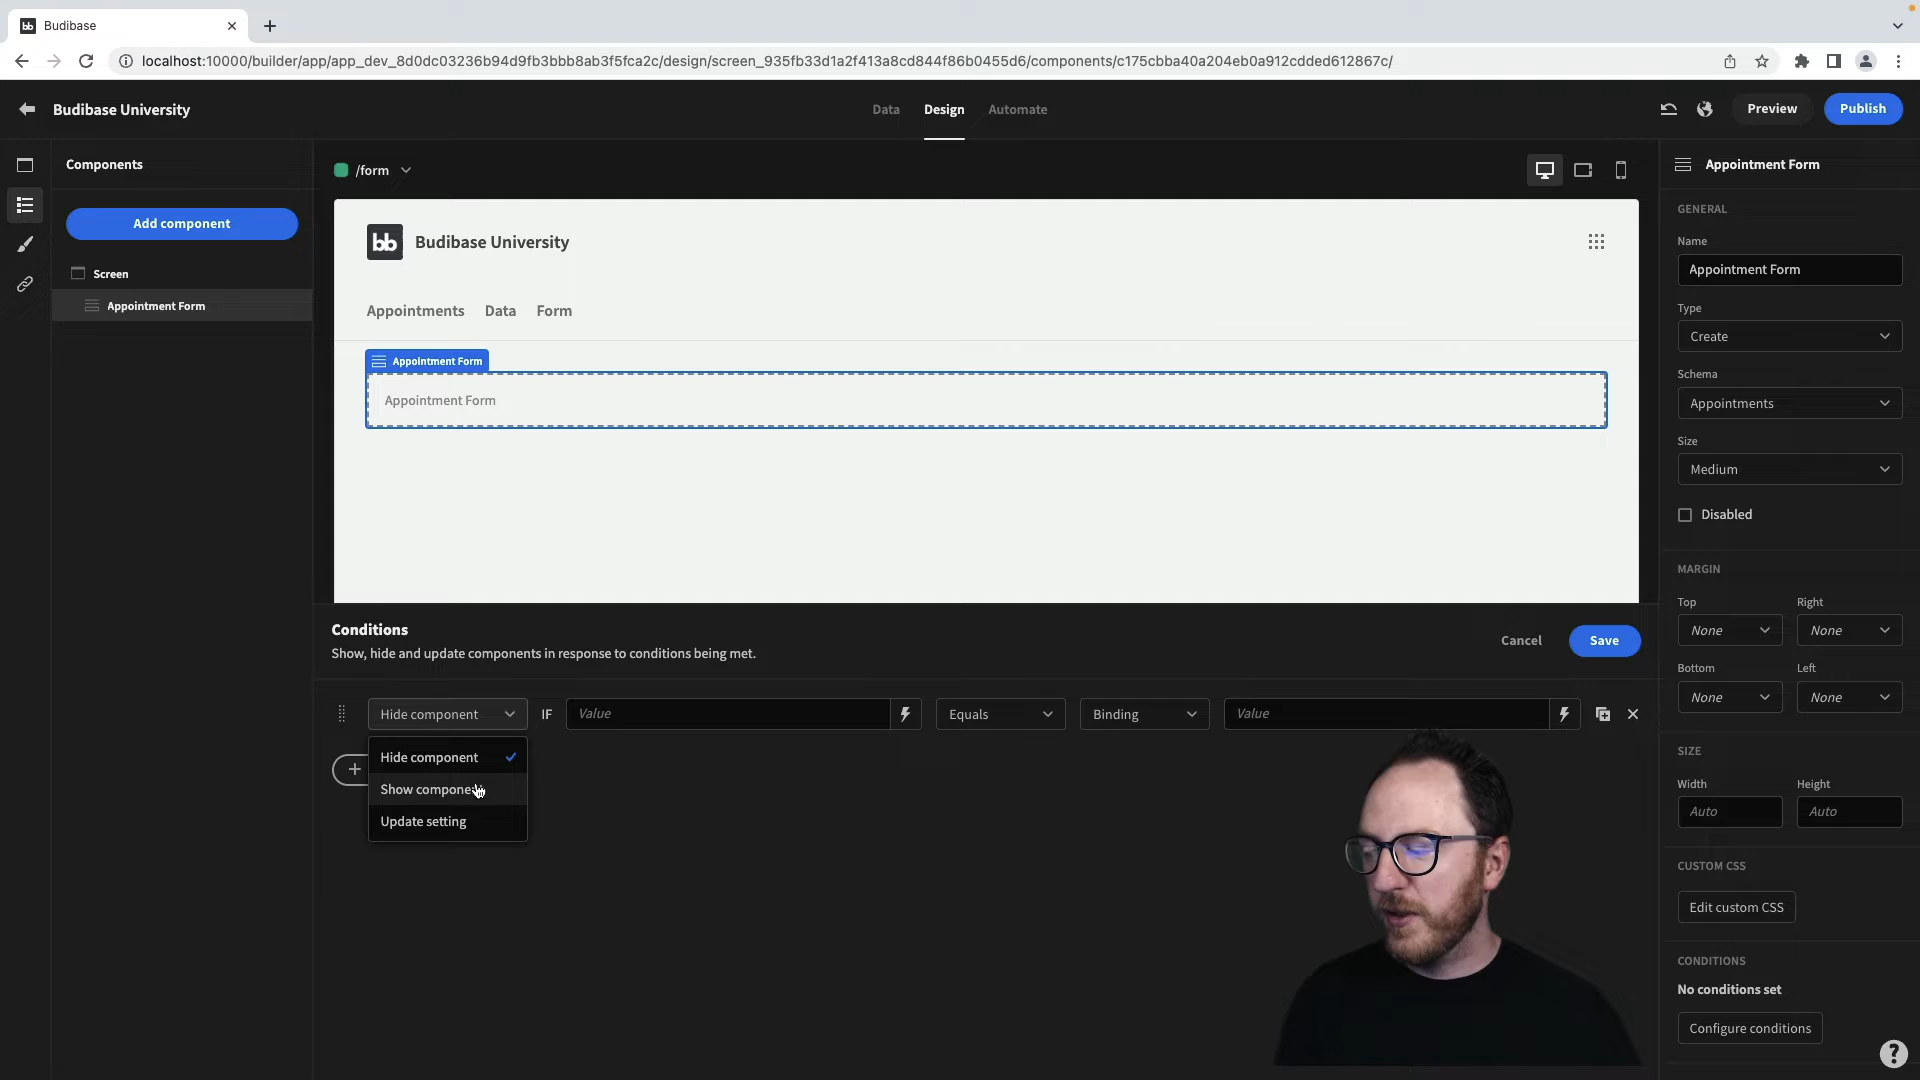 bb Budibase
localhost:10000/builder/app/app_dev_8d0dc03236b94d9fb3bbb8ab3f5fca2c/design/screen_935fb33d1a2f413a8cd844f86b0455d6/components/c175cbba40a204eb0a912cdded612867c/
Budibase University
Data Design Automate
Preview Publish
Components
Add component
Screen
Appointment Form
/form
bb Budibase University
Appointments Data Form
Appointment Form
Appointment Form
Conditions
Show, hide and update components in response to conditions being met.
Cancel Save
Hide component IF Value Equals Binding Value
Hide component
Show component
Update setting
Appointment Form
GENERAL
Name
Appointment Form
Type
Create
Schema
Appointments
Size
Medium
Disabled
MARGIN
Top Right
None None
Bottom Left
None None
SIZE
Width Height
Auto Auto
CUSTOM CSS
Edit custom CSS
CONDITIONS
No conditions set
Configure conditions
?